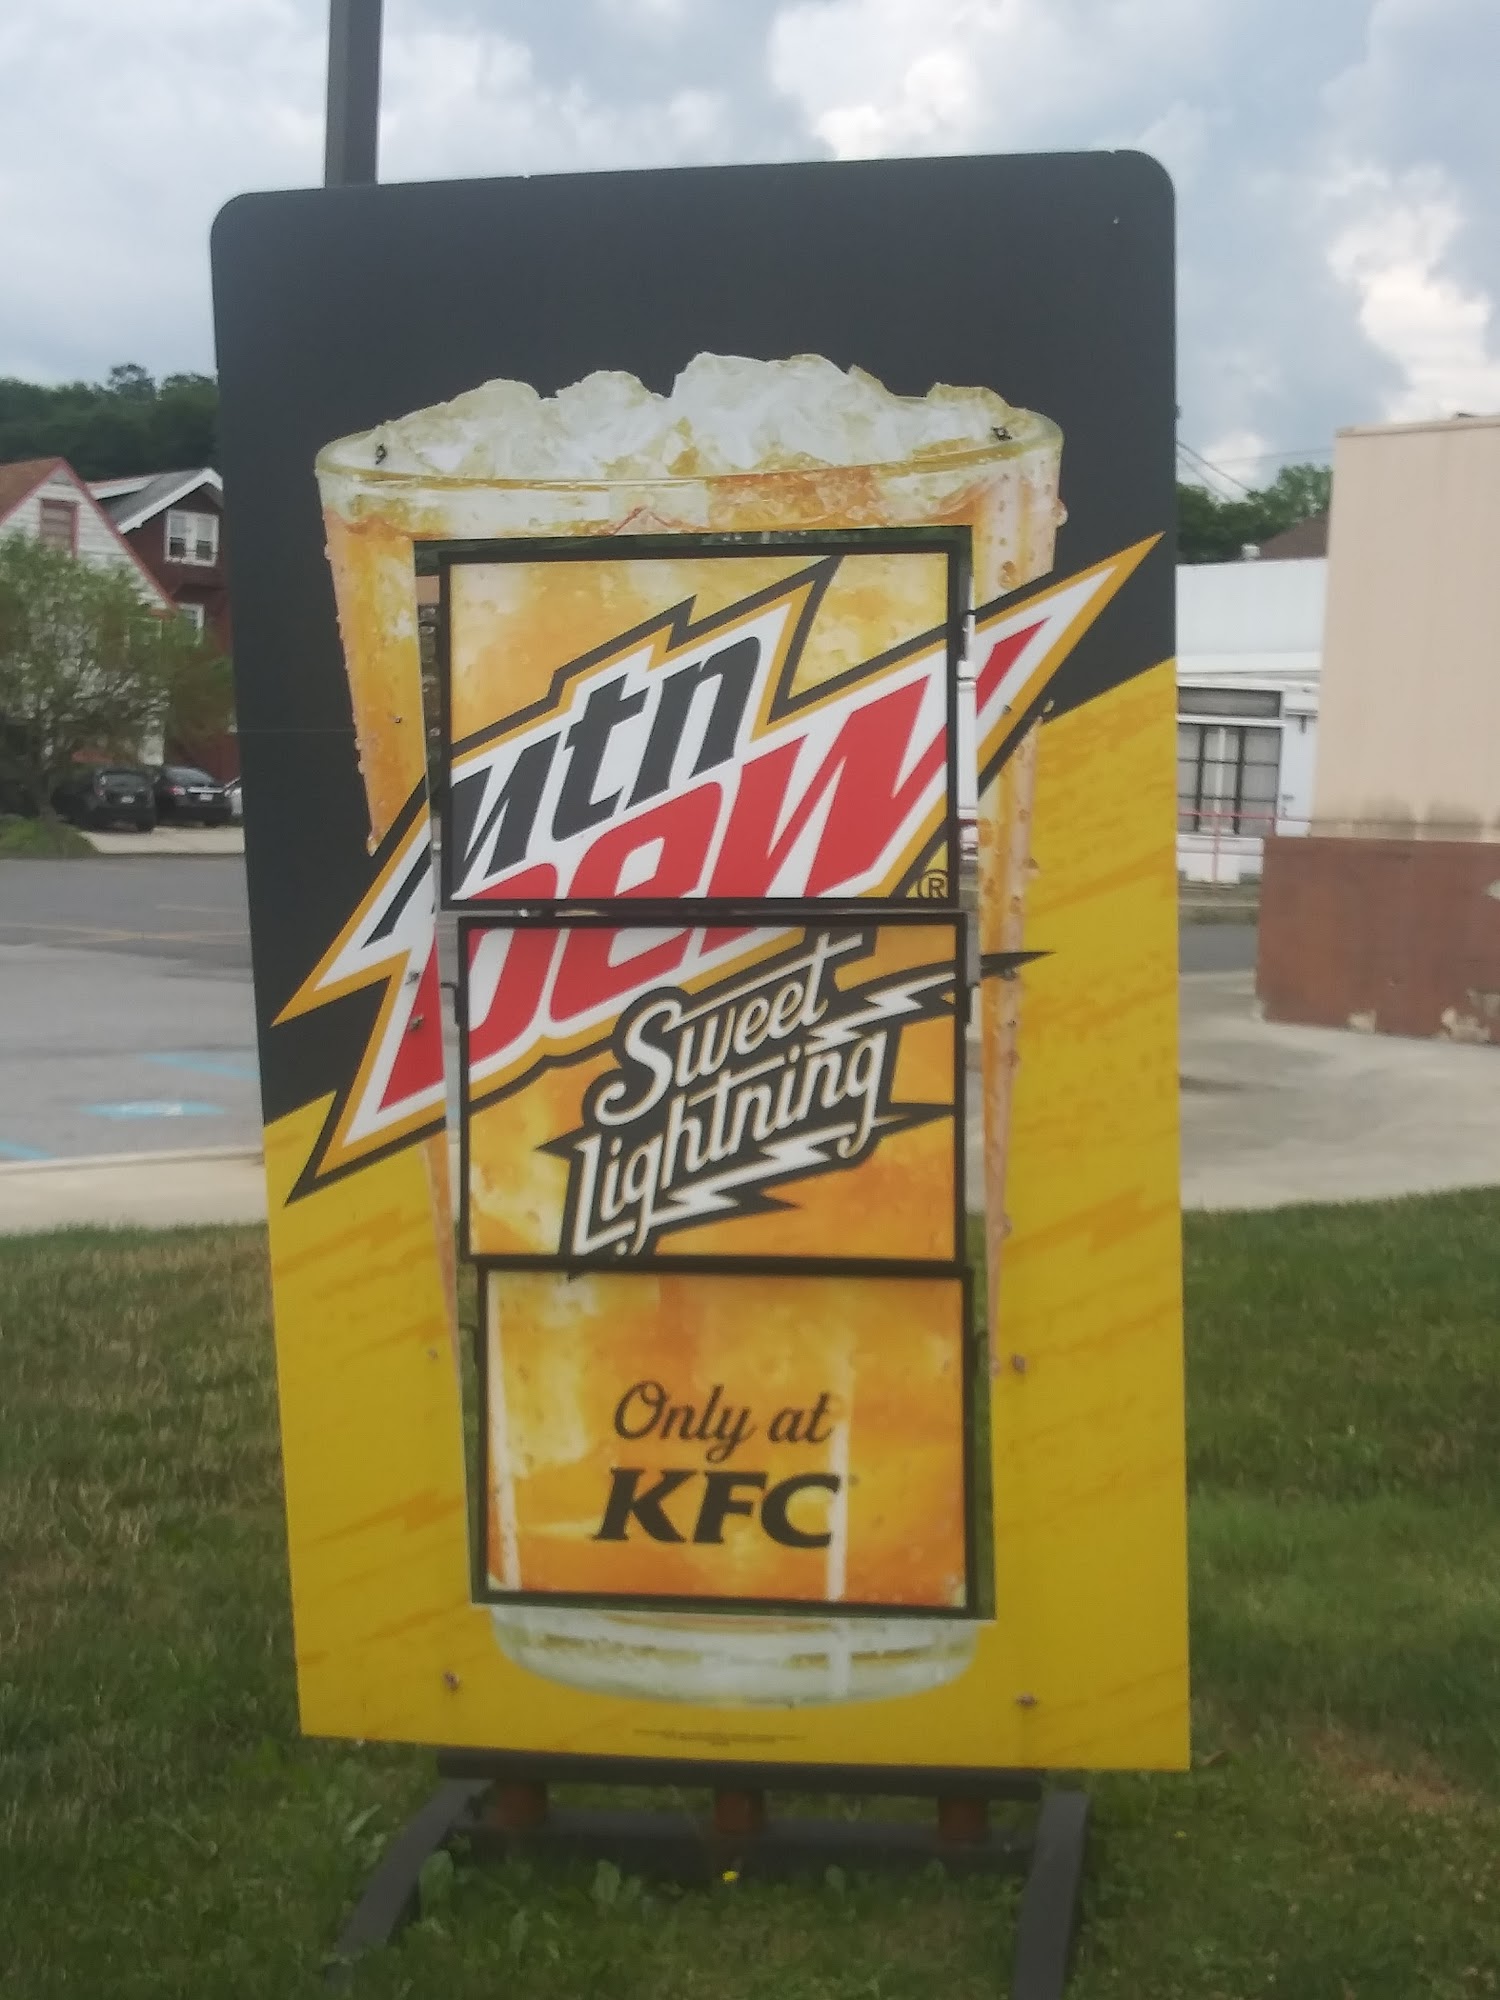 mtn
Dew
®
Sweet
Lightning
Only at
KFC